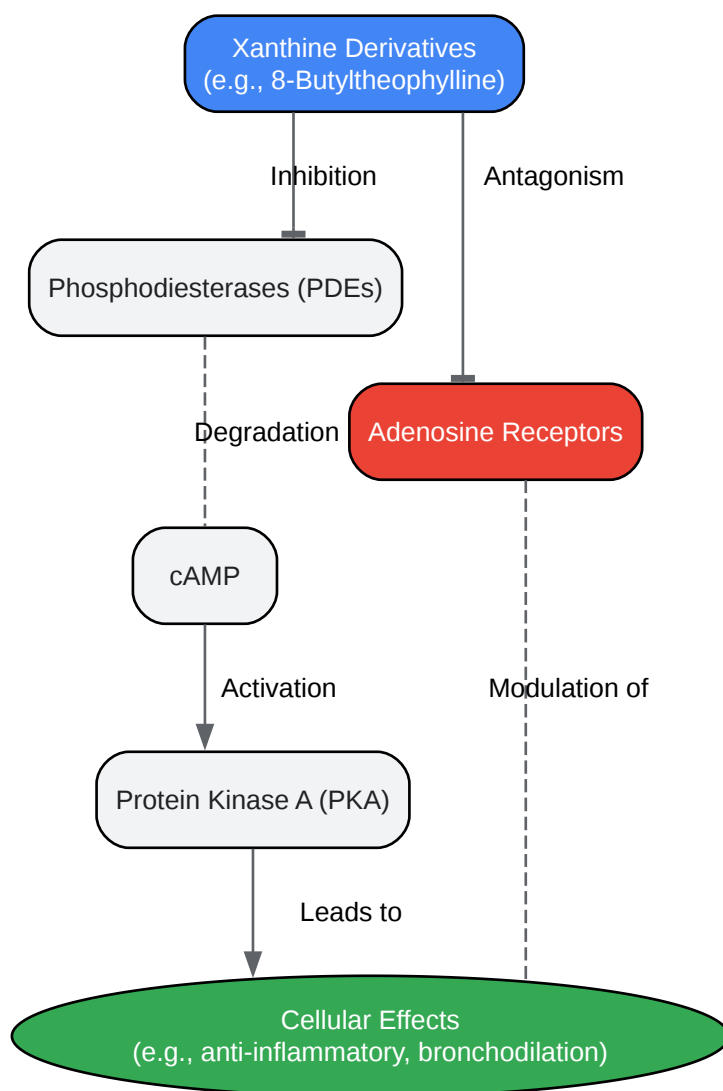 Xanthine Derivatives
(e.g., 8-Butyltheophylline)
Inhibition
Antagonism
Phosphodiesterases (PDEs)
Degradation
Adenosine Receptors
cAMP
Activation
Modulation of
Protein Kinase A (PKA)
Leads to
Cellular Effects
(e.g., anti-inflammatory, bronchodilation)